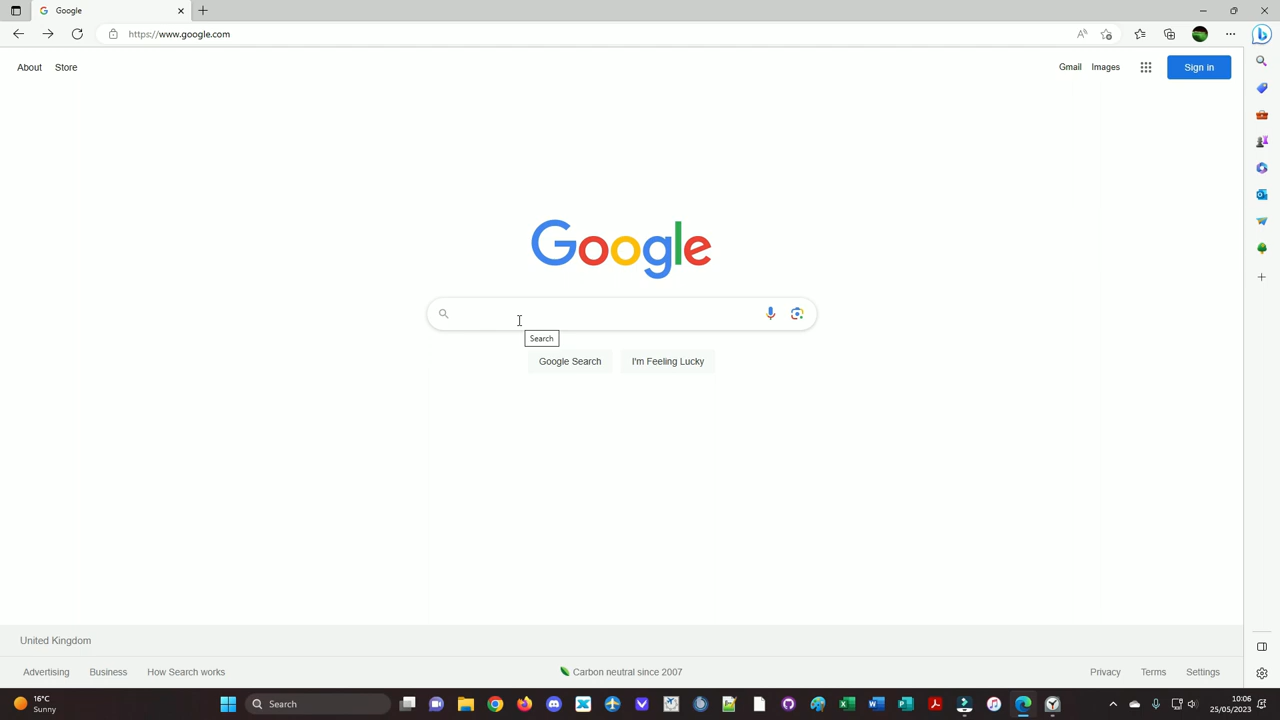 Google
https://www.google.com
About Store
Gmail Images Sign in
Google
Search
Google Search I'm Feeling Lucky
United Kingdom
Advertising Business How Search works
Carbon neutral since 2007
Privacy Terms Settings
16°C
Sunny
Search
10:06
25/05/2023